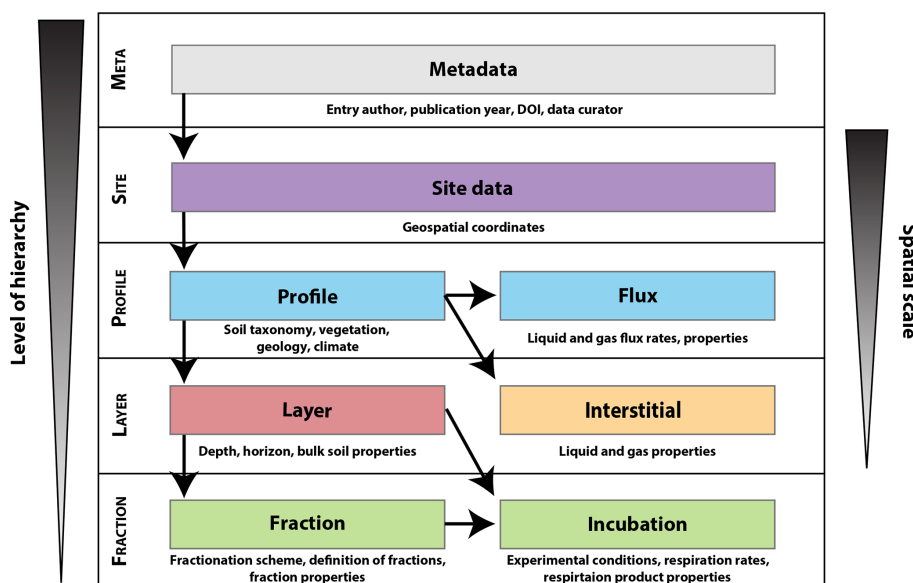 META
Metadata
Entry author, publication year, DOI, data curator
SITE
Site data
Geospatial coordinates
Level of hierarchy
Spatial scale
PROFILE
Profile
Soil taxonomy, vegetation,
geology, climate
Flux
Liquid and gas flux rates, properties
LAYER
Layer
Depth, horizon, bulk soil properties
Interstitial
Liquid and gas properties
FRACTION
Fraction
Fractionation scheme, definition of fractions,
fraction properties
Incubation
Experimental conditions, respiration rates,
respirtaion product properties